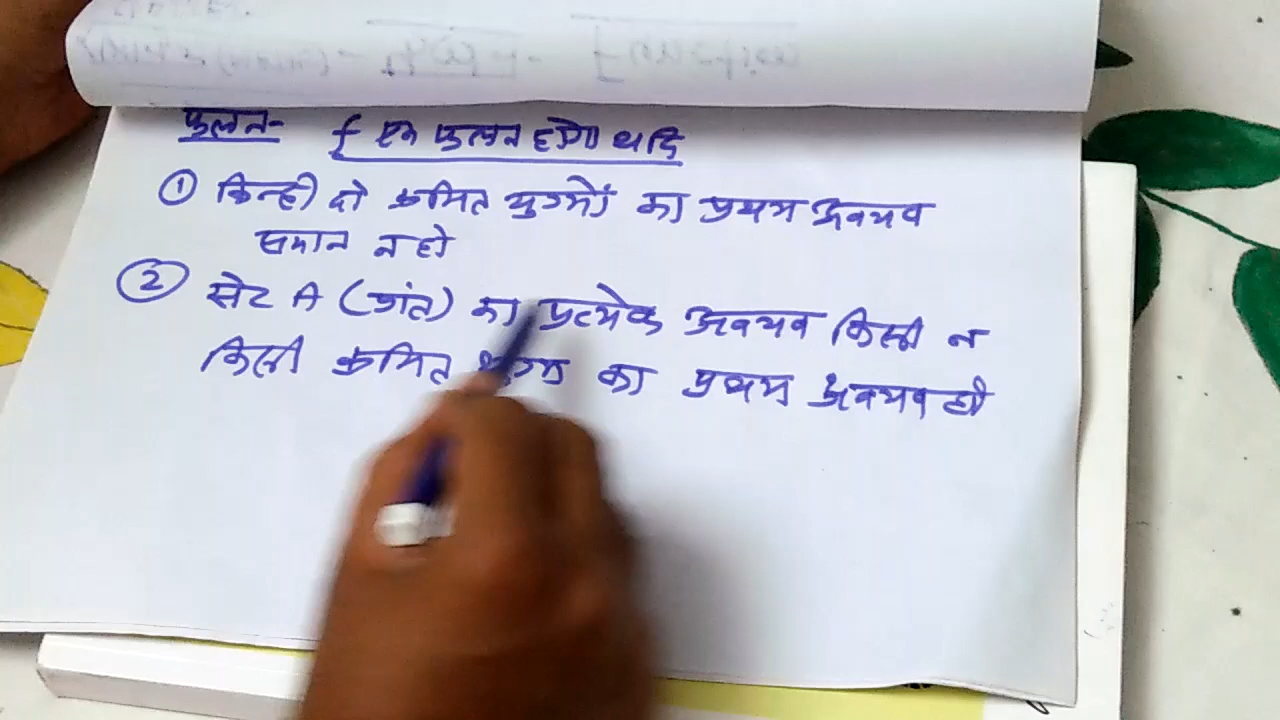 फलन- f एक फलन होगा यदि
① किन्ही दो क्रमित युग्मों का प्रथम अवयव
समान न हो
② सेट A (प्रांत) का प्रत्येक अवयव किसी न
किसी क्रमित युग्म का प्रथम अवयव हो